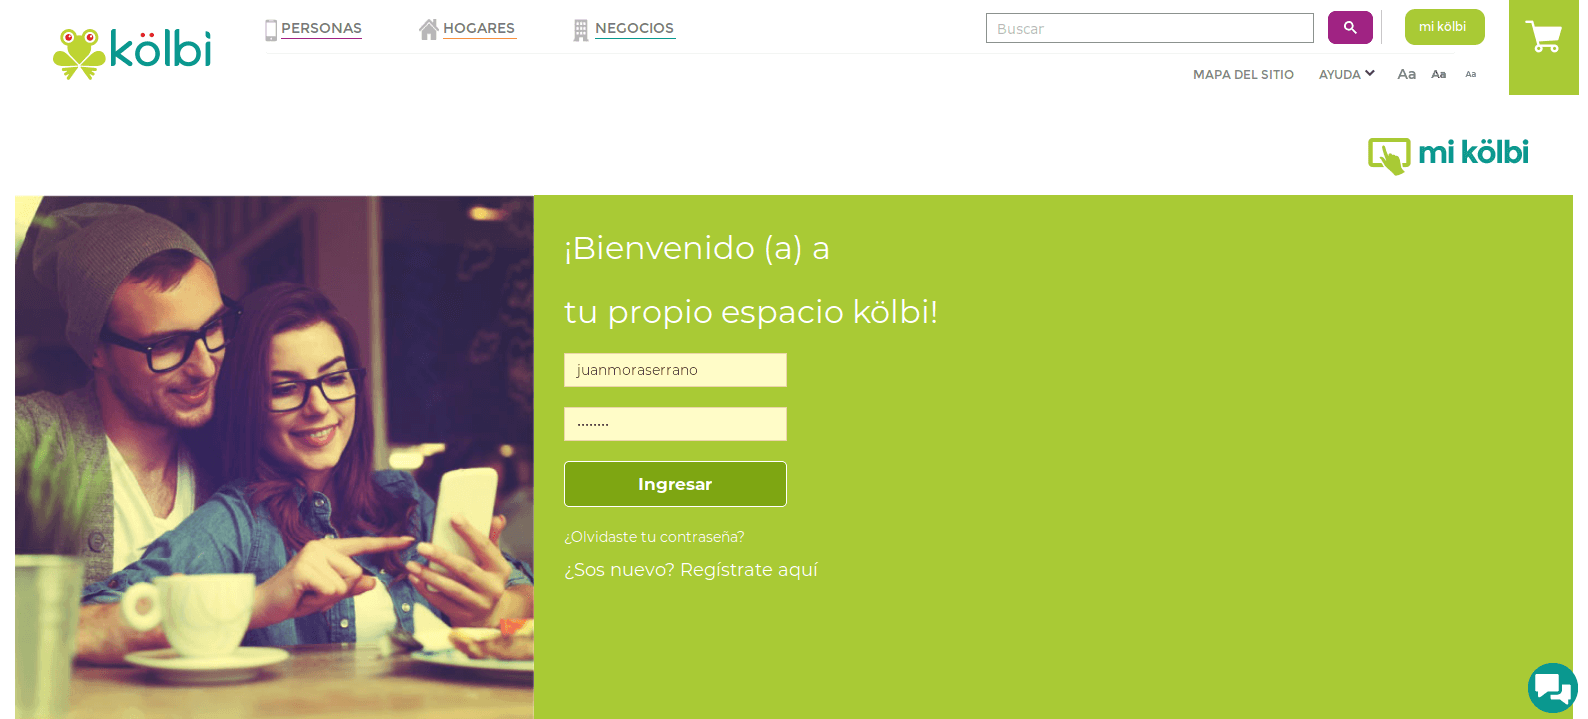 kölbi
PERSONAS
HOGARES
NEGOCIOS
Buscar
mi kölbi
MAPA DEL SITIO
AYUDA
Aa
Aa
Aa
mi kölbi
¡Bienvenido (a) a
tu propio espacio kölbi!
juanmoraserrano
........
Ingresar
¿Olvidaste tu contraseña?
¿Sos nuevo? Regístrate aquí